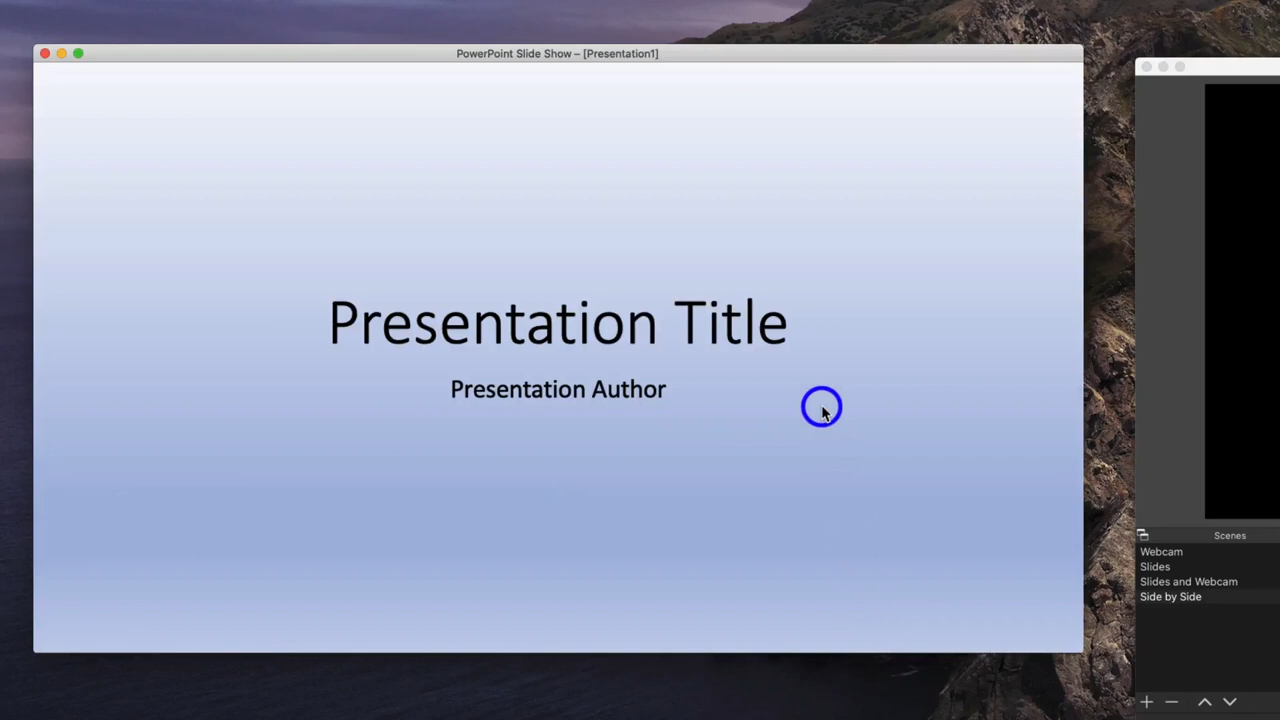 PowerPoint Slide Show – [Presentation1]
Presentation Title
Presentation Author
Scenes
Webcam
Slides
Slides and Webcam
Side by Side